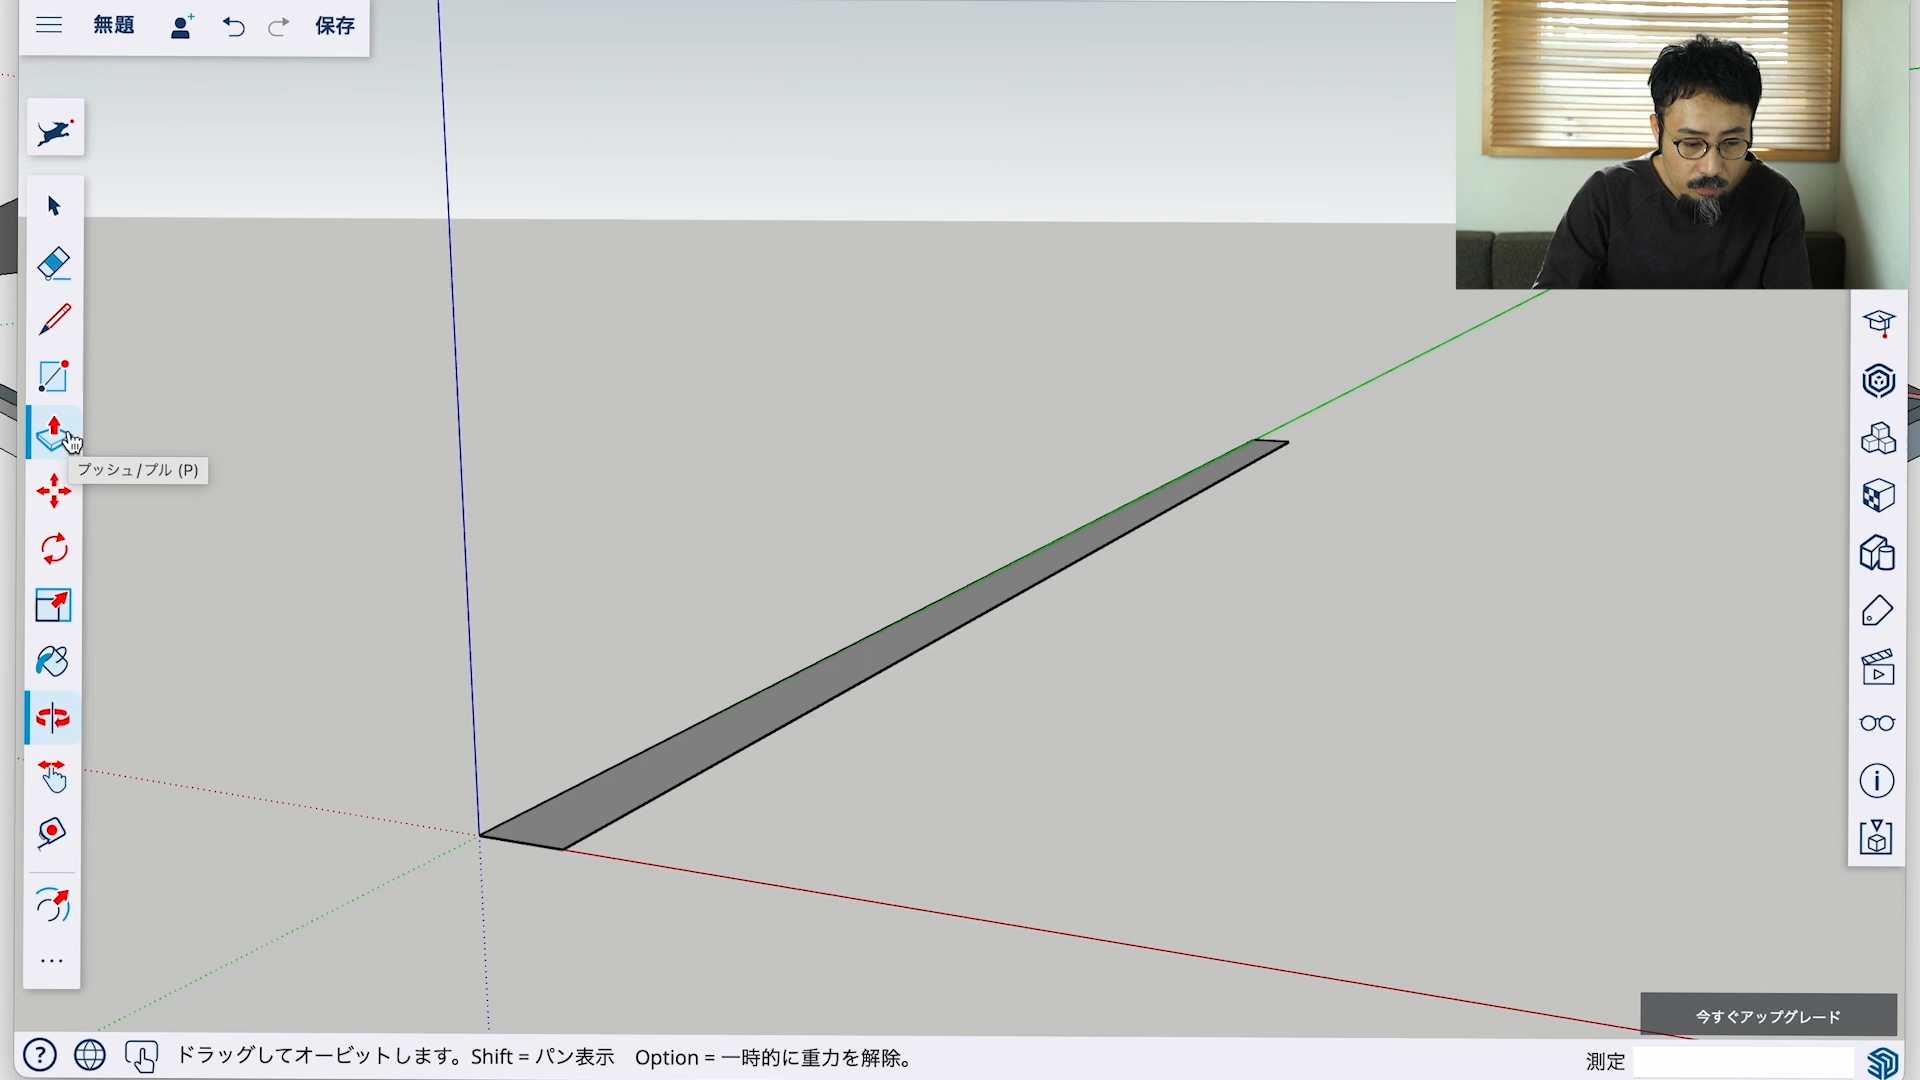 無題 保存
プッシュ/プル (P)
今すぐアップグレード
? ドラッグしてオービットします。Shift = パン表示 Option = 一時的に重力を解除。 測定